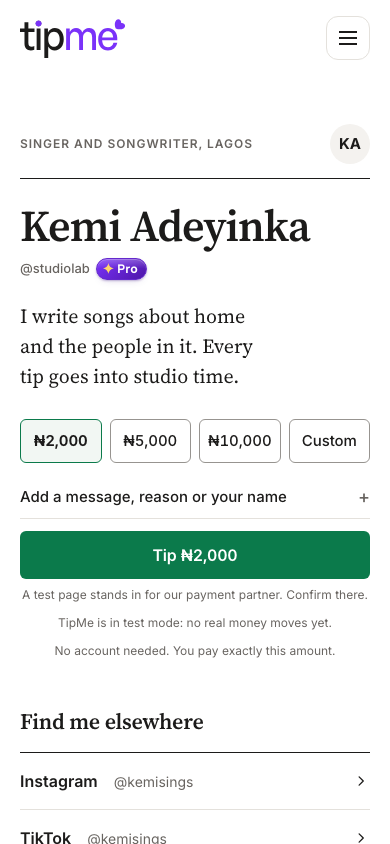 tipme
SINGER AND SONGWRITER, LAGOS
KA
Kemi Adeyinka
@studiolab
Pro
I write songs about home
and the people in it. Every
tip goes into studio time.
₦2,000
₦5,000
₦10,000
Custom
Add a message, reason or your name
+
Tip ₦2,000
A test page stands in for our payment partner. Confirm there.
TipMe is in test mode: no real money moves yet.
No account needed. You pay exactly this amount.
Find me elsewhere
Instagram @kemisings
TikTok @kemisings